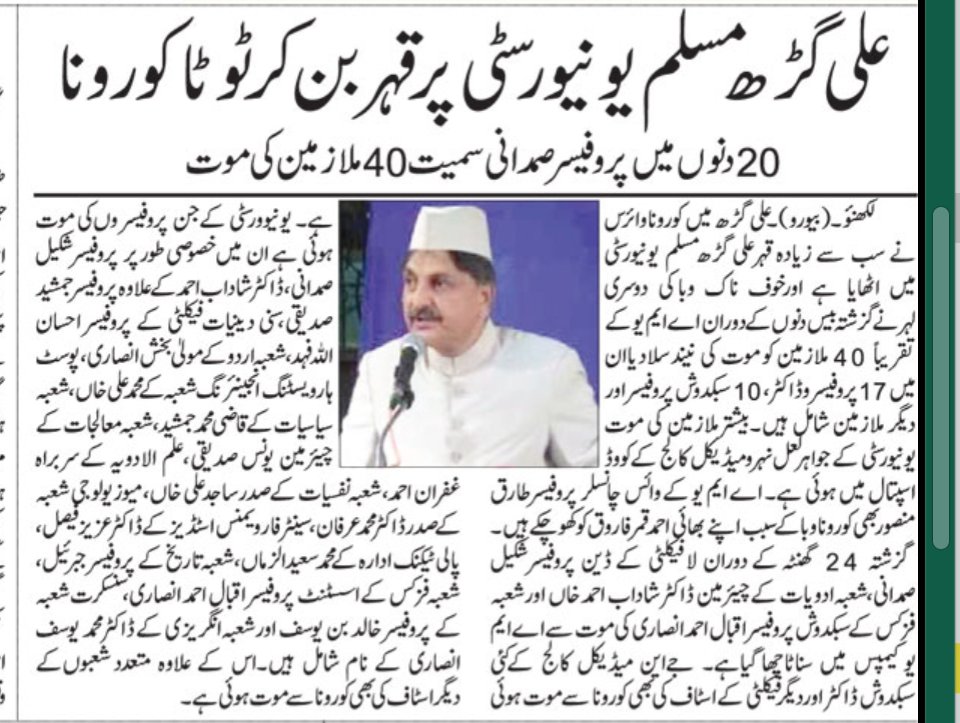 علی گڑھ مسلم یونیورسٹی پر قہر بن کر ٹوٹا کورونا
20 دنوں میں پروفیسر صمدانی سمیت 40 ملازمین کی موت
لکھنؤ۔ (بیورو)۔ علی گڑھ میں کورونا وائرس
نے سب سے زیادہ قہر علی گڑھ مسلم یونیورسٹی
میں اٹھایا ہے اور خوف ناک وبا کی دوسری
لہر نے گزشتہ بیس دنوں کے دوران اے ایم یو کے
تقریباً 40 ملازمین کو موت کی نیند سلا دیا ان
میں 17 پروفیسر و ڈاکٹر، 10 سبکدوش پروفیسر اور
دیگر ملازمین شامل ہیں۔ بیشتر ملازمین کی موت
یونیورسٹی کے جواہر لعل نہرو میڈیکل کالج کے کووڈ
اسپتال میں ہوئی ہے۔ اے ایم یو کے وائس چانسلر پروفیسر طارق
منصور بھی کورونا وبا کے سبب اپنے بھائی احمد قمر فاروق کو کھو چکے ہیں۔
گزشتہ 24 گھنٹہ کے دوران لا فیکلٹی کے ڈین پروفیسر شکیل
صمدانی، شعبہ ادویات کے چیئرمین ڈاکٹر شاداب احمد خاں اور شعبہ
فزکس کے سبکدوش پروفیسر اقبال احمد انصاری کی موت سے اے ایم
یو کیمپس میں سناٹا چھا گیا ہے۔ جے این میڈیکل کالج کے کئی
سبکدوش ڈاکٹر اور دیگر فیکلٹی کے اسٹاف کی بھی کورونا سے موت ہوئی
ہے۔ یونیورسٹی کے جن پروفیسروں کی موت
ہوئی ہے ان میں خصوصی طور پر پروفیسر شکیل
صمدانی، ڈاکٹر شاداب احمد کے علاوہ پروفیسر جمشید
صدیقی، سنی دینیات فیکلٹی کے پروفیسر احسان
اللہ فہد، شعبہ اردو کے مولیٰ بخش انصاری، پوسٹ
ہارویسٹنگ انجینئرنگ شعبہ کے محمد علی خاں، شعبہ
سیاسیات کے قاضی محمد جمشید، شعبہ معالجات کے
چیئرمین یونس صدیقی، علم الادویہ کے سربراہ
غفران احمد، شعبہ نفسیات کے صدر ساجد علی خاں، میوزیولوجی شعبہ
کے صدر ڈاکٹر محمد عرفان، سینٹر فار ویمنس اسٹڈیز کے ڈاکٹر عزیز فیصل،
پالی ٹیکنک ادارہ کے محمد سعید الزماں، شعبہ تاریخ کے پروفیسر جبرئیل،
شعبہ فزکس کے اسسٹنٹ پروفیسر اقبال احمد انصاری، سنسکرت شعبہ
کے پروفیسر خالد بن یوسف اور شعبہ انگریزی کے ڈاکٹر محمد یوسف
انصاری کے نام شامل ہیں۔ اس کے علاوہ متعدد شعبوں کے
دیگر اسٹاف کی بھی کورونا سے موت ہوئی ہے۔